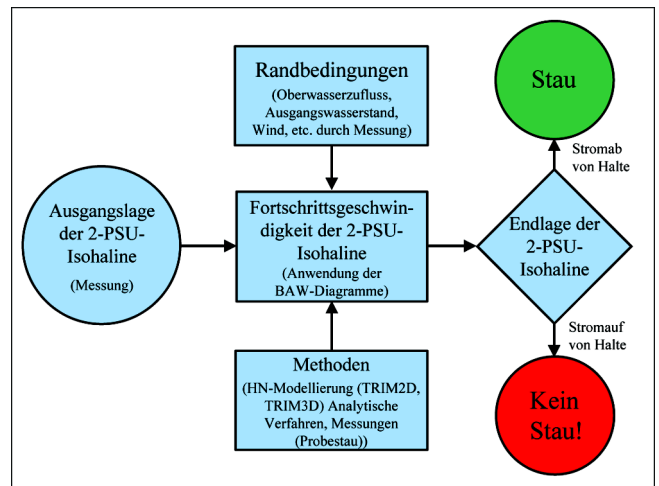 Ausgangslage
der 2-PSU-
Isohaline
(Messung)
Randbedingungen
(Oberwasserzufluss,
Ausgangswasserstand,
Wind, etc. durch Messung)
Fortschrittsgeschwin-
digkeit der 2-PSU-
Isohaline
(Anwendung der
BAW-Diagramme)
Methoden
(HN-Modellierung (TRIM2D,
TRIM3D) Analytische
Verfahren, Messungen
(Probestau))
Endlage der
2-PSU-
Isohaline
Stromab
von Halte
Stau
Stromauf
von Halte
Kein
Stau!